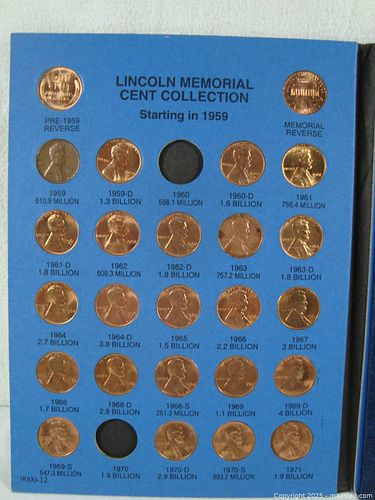 LINCOLN MEMORIAL
CENT COLLECTION
Starting in 1959
PRE-1959
REVERSE
MEMORIAL
REVERSE
1959
610.9 MILLION
1959-D
1.3 BILLION
1960
588.1 MILLION
1960-D
1.6 BILLION
1961
756.4 MILLION
1961-D
1.8 BILLION
1962
609.3 MILLION
1962-D
1.8 BILLION
1963
757.2 MILLION
1963-D
1.8 BILLION
1964
2.7 BILLION
1964-D
3.8 BILLION
1965
1.5 BILLION
1966
2.2 BILLION
1967
3 BILLION
1968
1.7 BILLION
1968-D
2.9 BILLION
1968-S
261.3 MILLION
1969
1.1 BILLION
1969-D
4 BILLION
1969-S
547.3 MILLION
1970
1.9 BILLION
1970-D
2.9 BILLION
1970-S
693.2 MILLION
1971
1.9 BILLION
9000-12
Copyright 2025 - maxsold.com